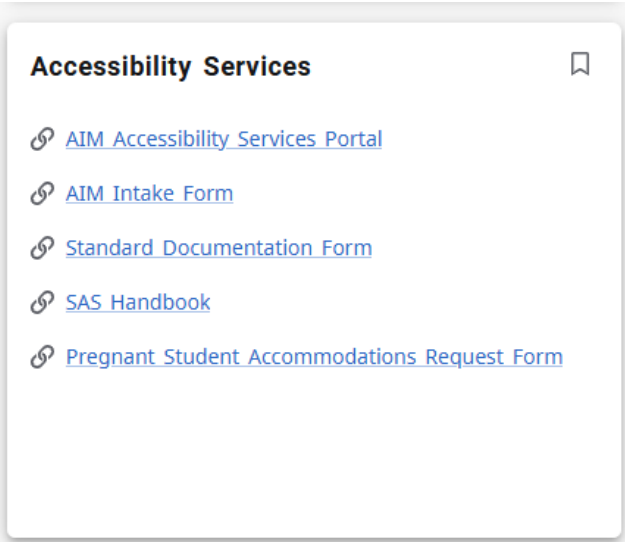 Accessibility Services
AIM Accessibility Services Portal
AIM Intake Form
Standard Documentation Form
SAS Handbook
Pregnant Student Accommodations Request Form